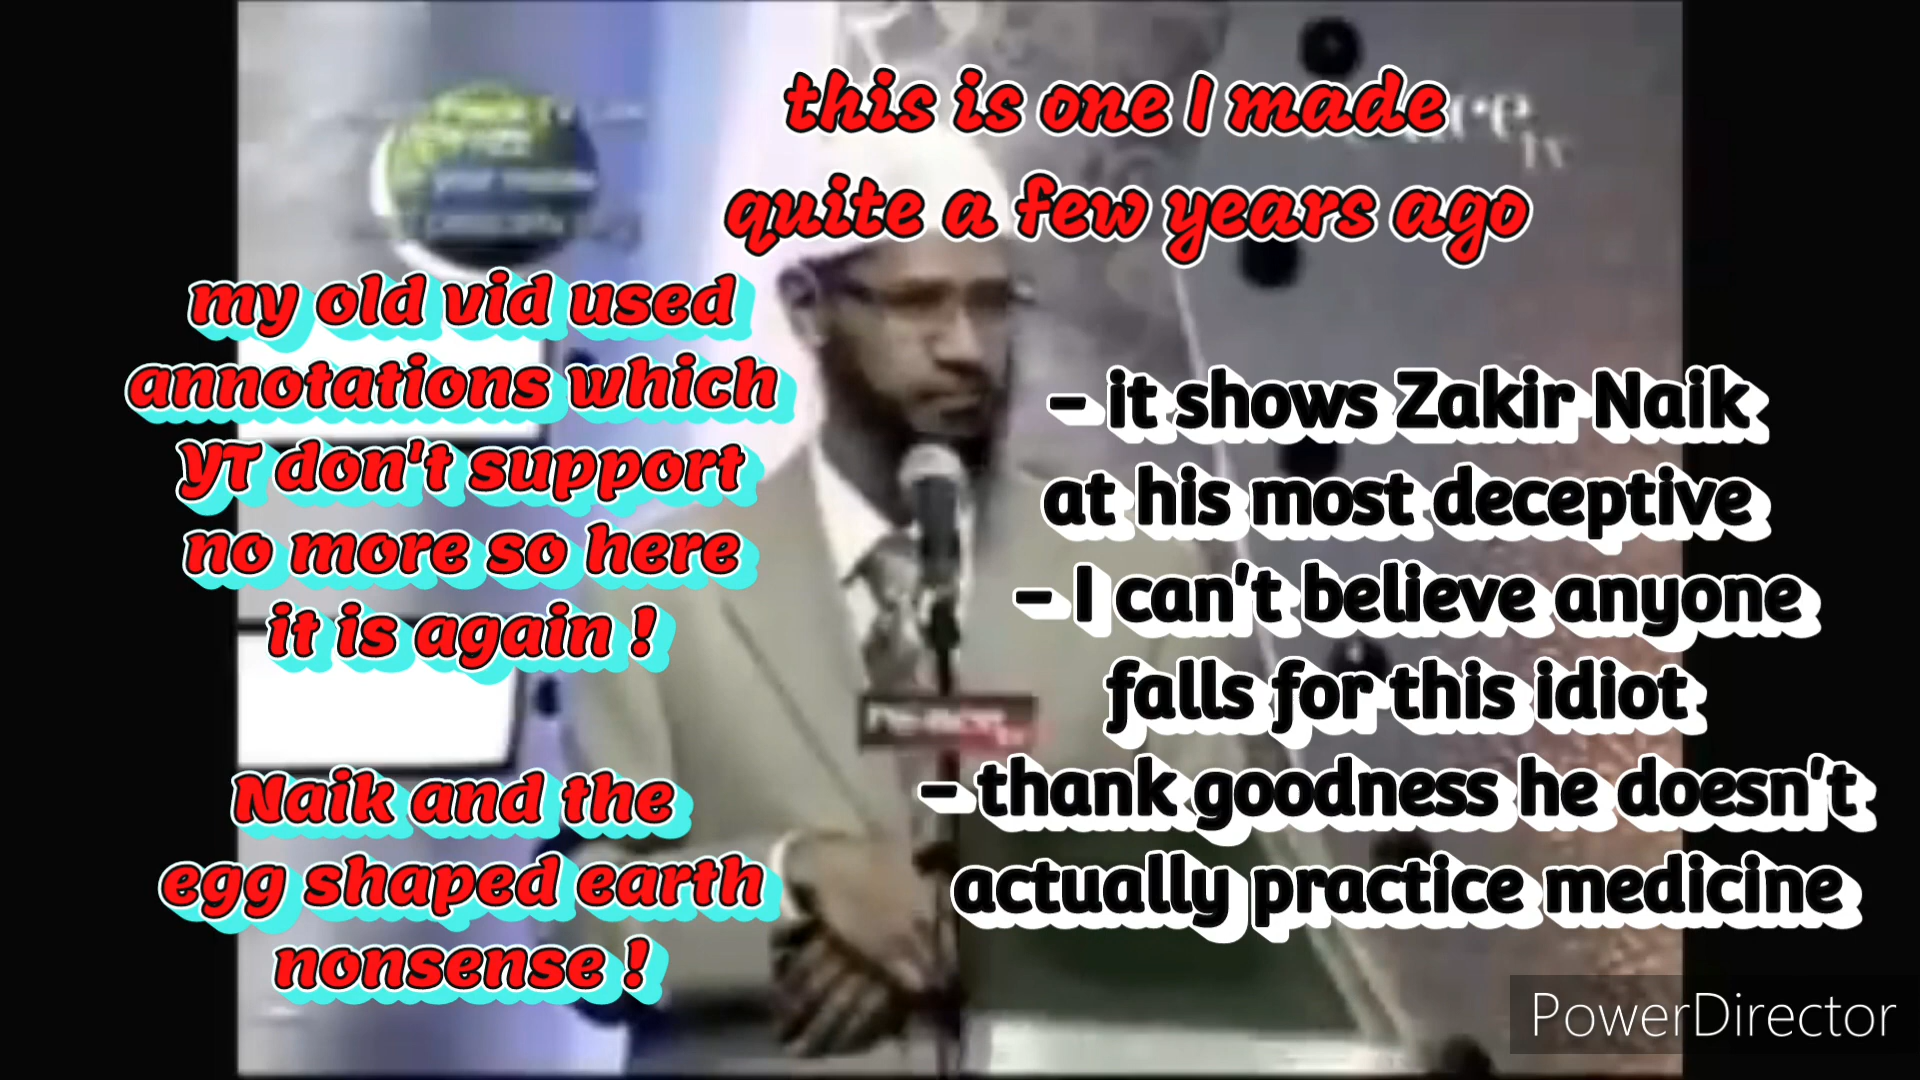 this is one I made
quite a few years ago
my old vid used
annotations which
YT don't support
no more so here
it is again !
Naik and the
egg shaped earth
nonsense !
– it shows Zakir Naik
at his most deceptive
– I can't believe anyone
falls for this idiot
– thank goodness he doesn't
actually practice medicine
tv
PowerDirector